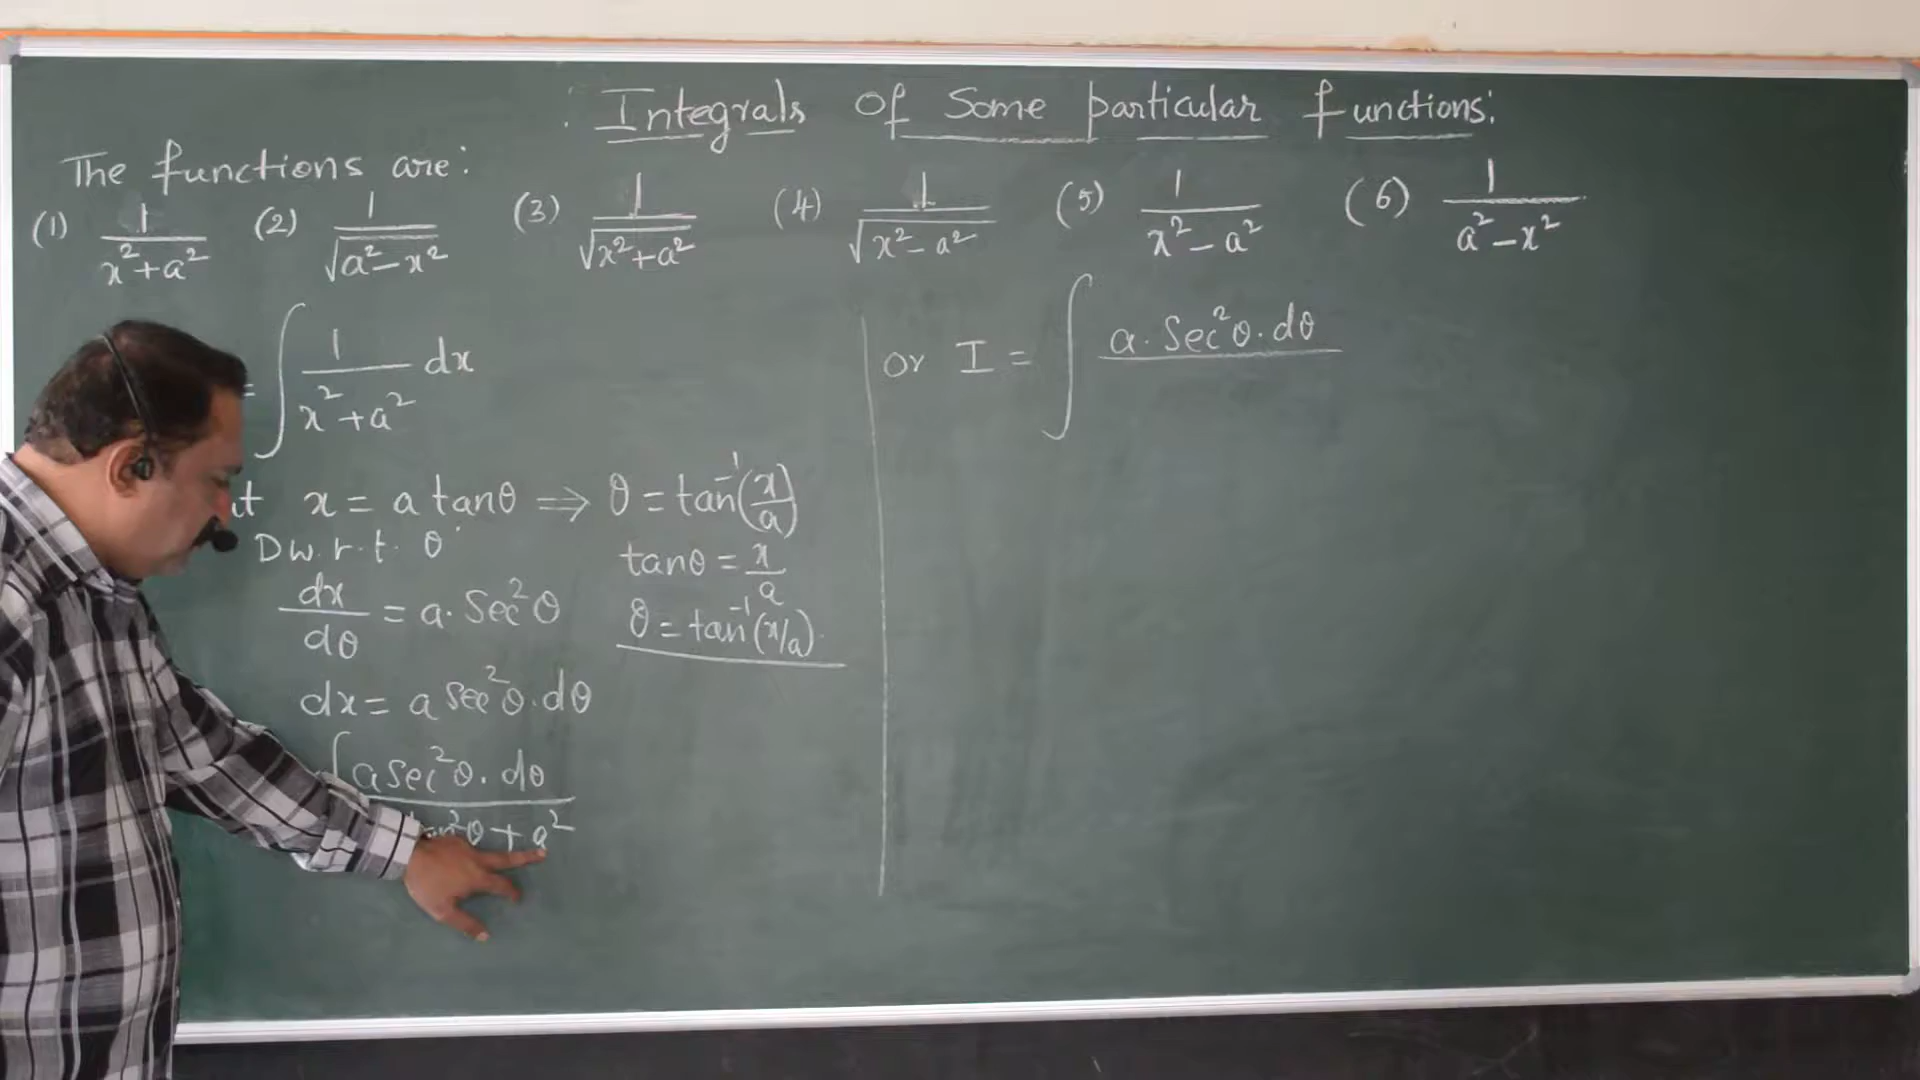 Integrals Of Some particular functions:
The functions are:
(1) 1/(x²+a²) (2) 1/√(a²-x²) (3) 1/√(x²+a²) (4) 1/√(x²-a²) (5) 1/(x²-a²) (6) 1/(a²-x²)
= ∫ 1/(x²+a²) dx
x = a tanθ ⟹ θ = tan⁻¹(x/a)
Dw.r.t. θ
tanθ = x/a
dx/dθ = a. Sec²θ
θ = tan⁻¹(x/a).
dx = a sec²θ.dθ
∫ a sec²θ. dθ / tan²θ + a²
or I = ∫ a. Sec²θ. dθ